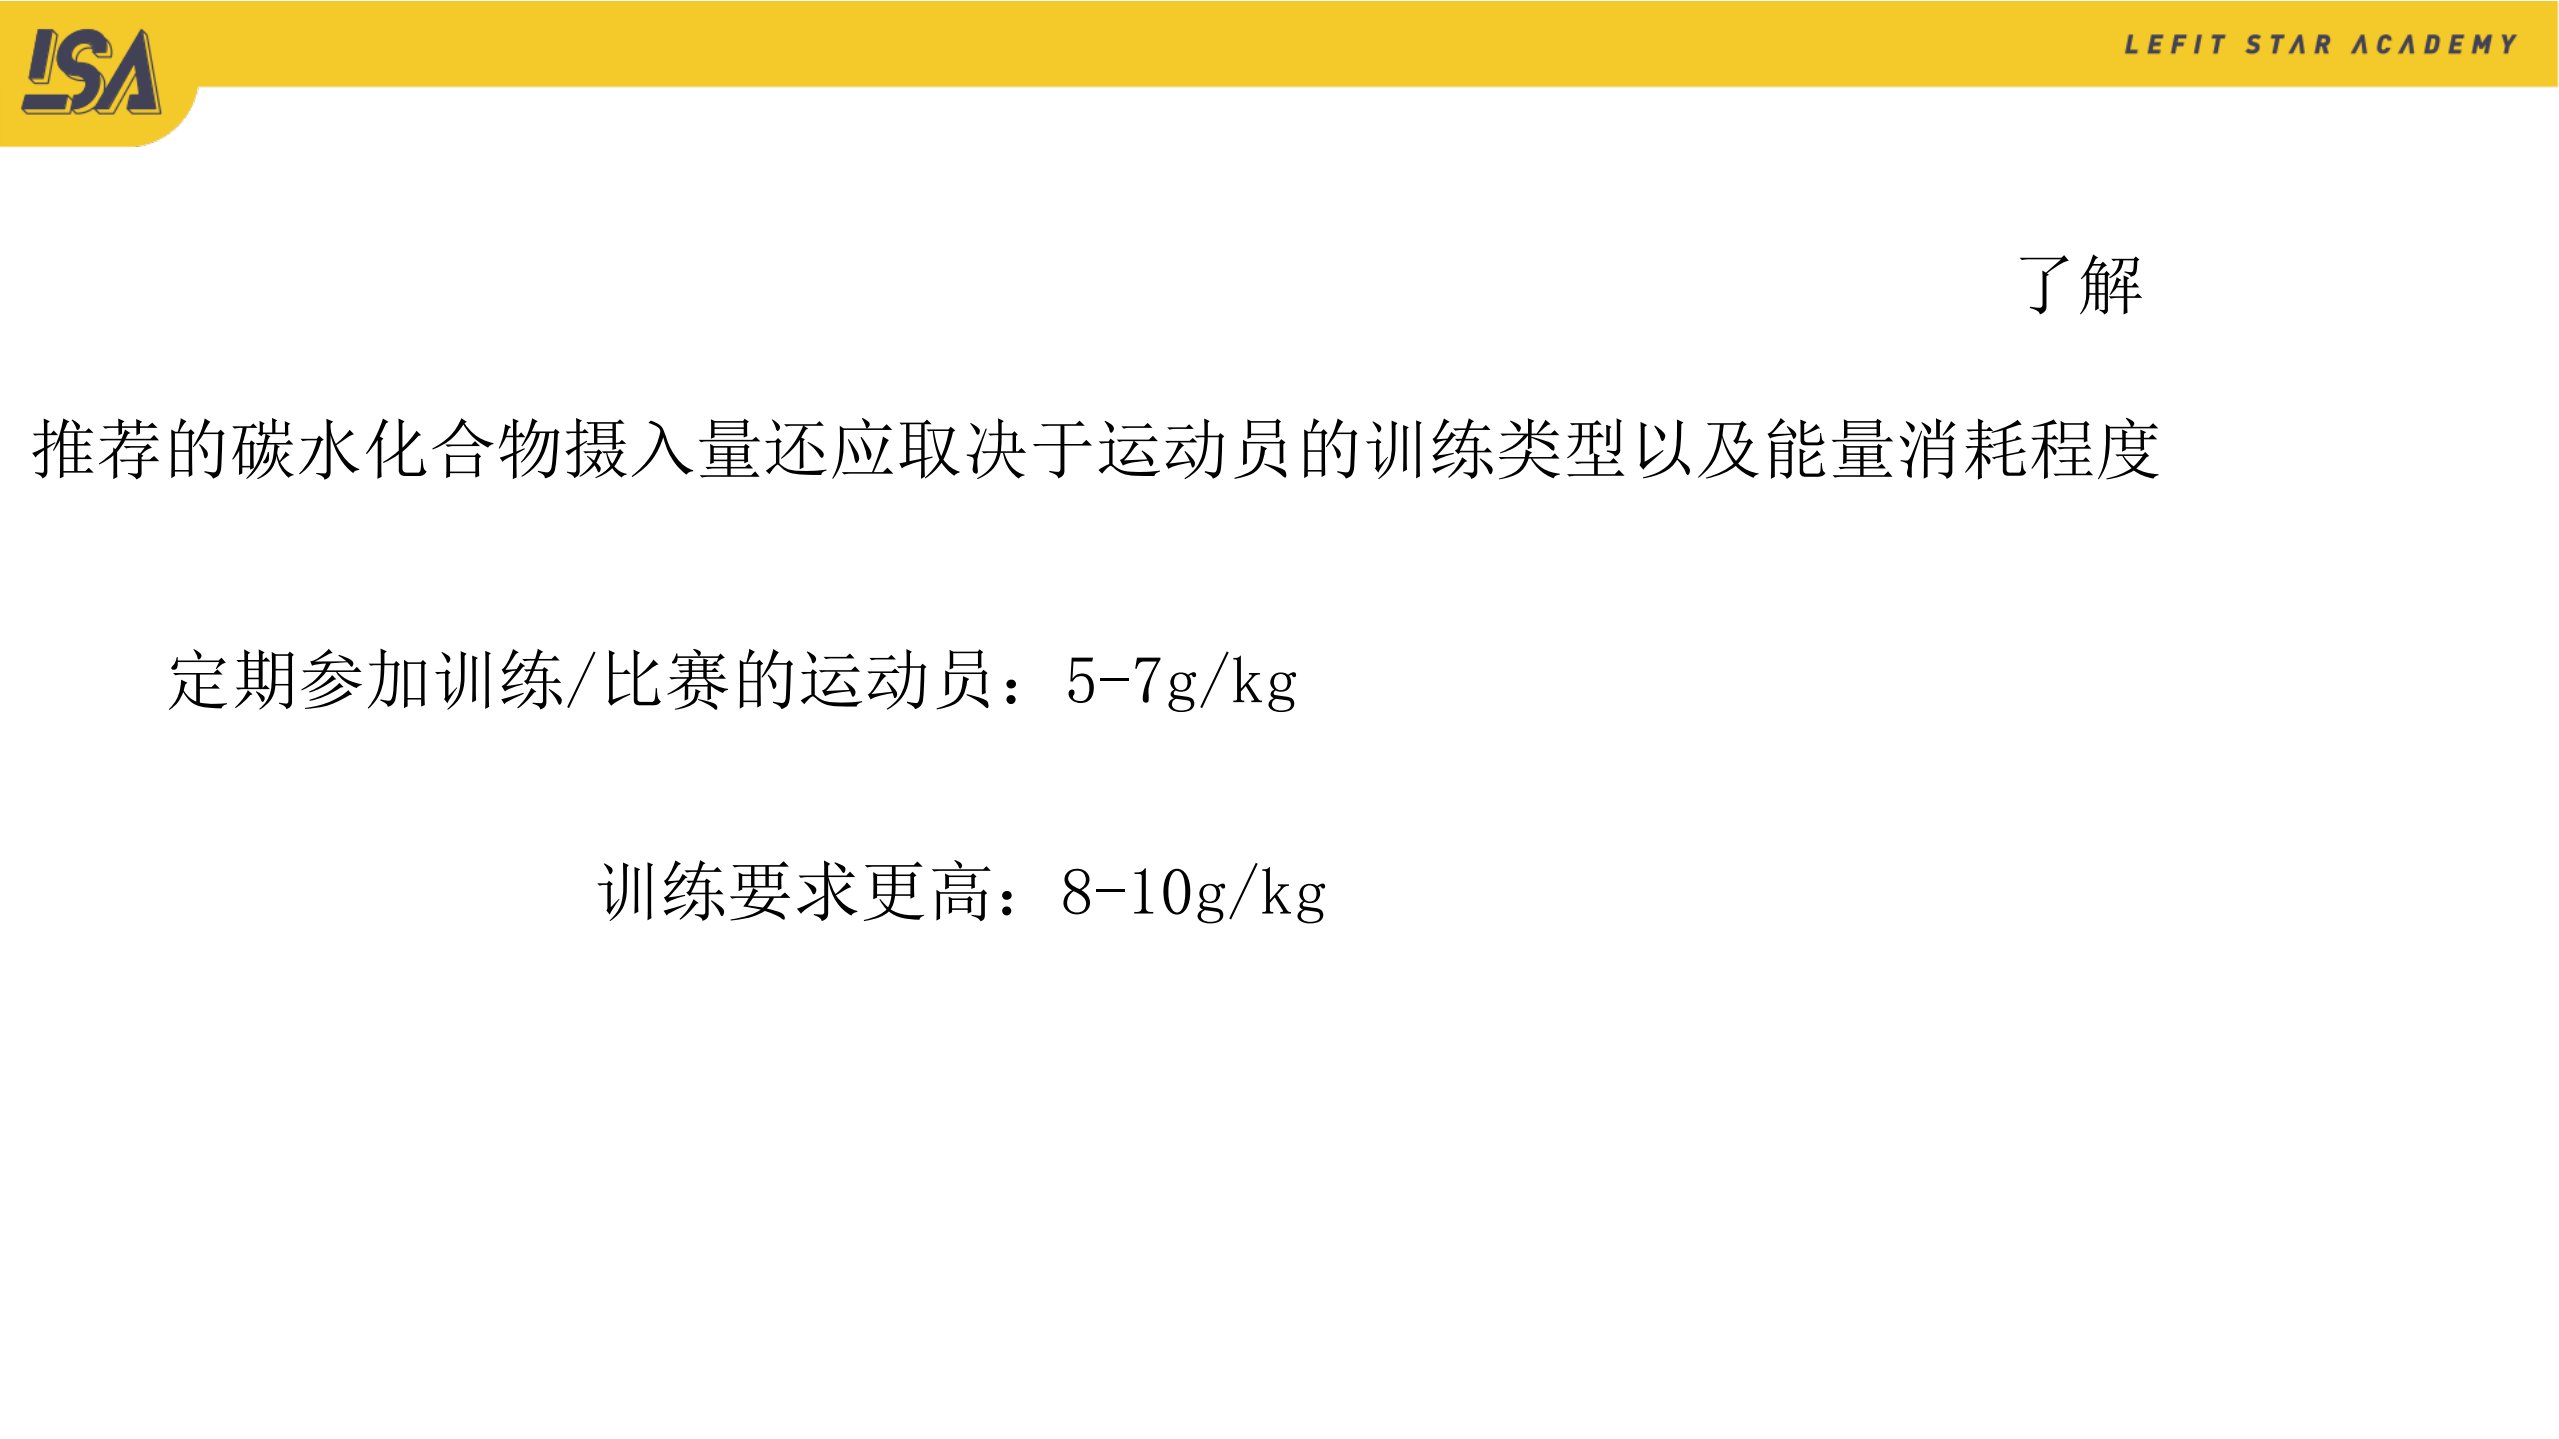 LSA
LEFIT STAR ACADEMY
了解
推荐的碳水化合物摄入量还应取决于运动员的训练类型以及能量消耗程度
定期参加训练/比赛的运动员：5-7g/kg
训练要求更高：8-10g/kg